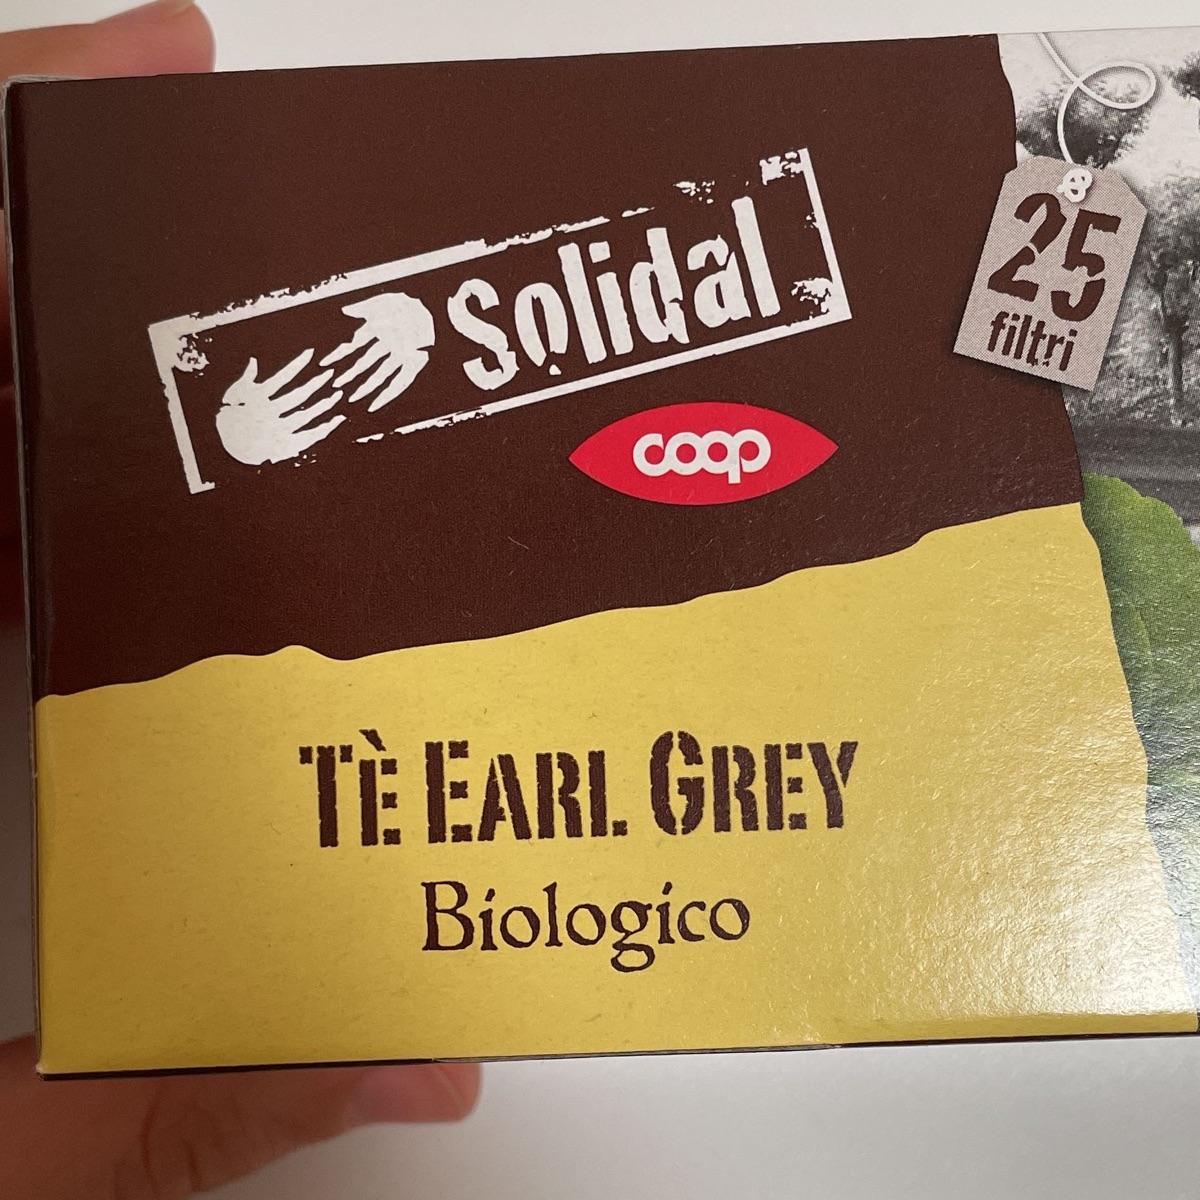 Solidal
coop
25
filtri
TÈ EARL GREY
Biologico